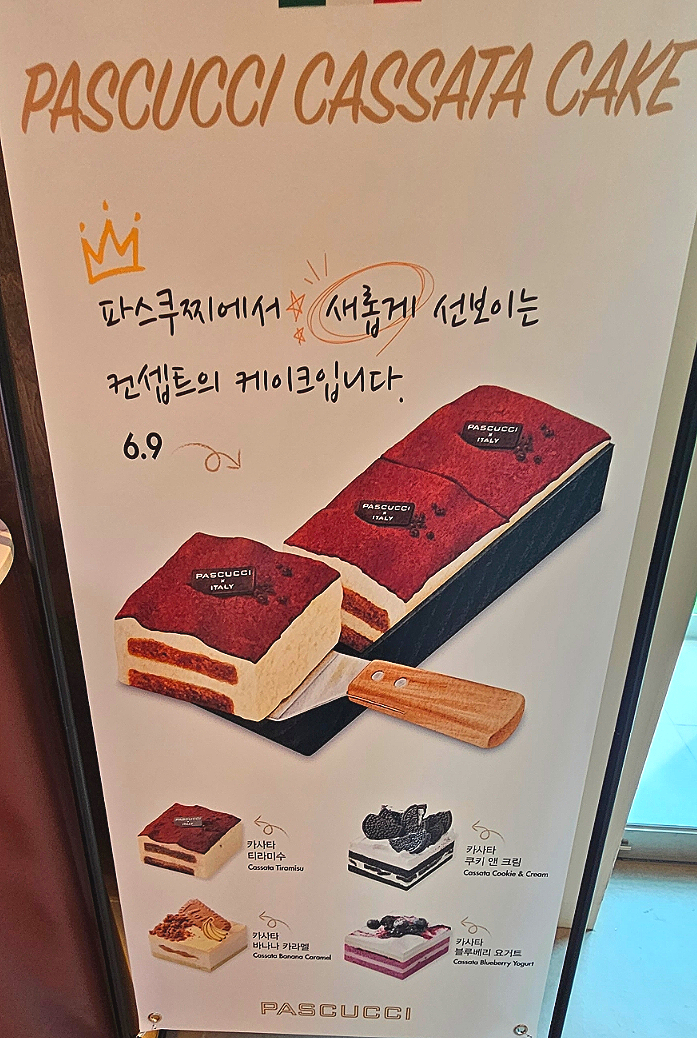 PASCUCCI CASSATA CAKE
파스쿠찌에서 새롭게 선보이는
컨셉트의 케이크입니다.
6.9
PASCUCCI
X
ITALY
PASCUCCI
X
ITALY
PASCUCCI
X
ITALY
PASCUCCI
카사타
티라미수
Cassata Tiramisu
카사타
쿠키 앤 크림
Cassata Cookie & Cream
카사타
바나나 카라멜
Cassata Banana Caramel
카사타
블루베리 요거트
Cassata Blueberry Yogurt
PASCUCCI